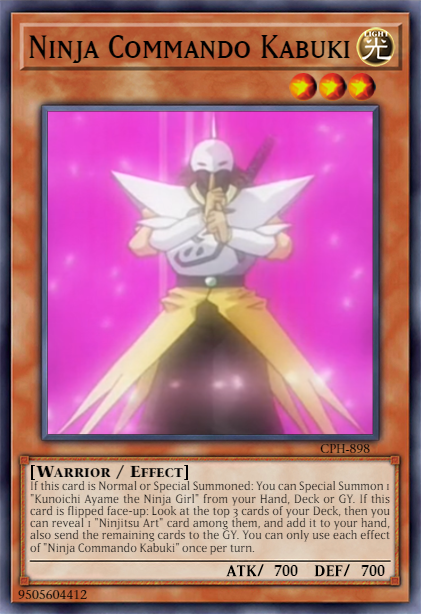 Ninja Commando Kabuki
LIGHT
光
CPH-898
[Warrior / Effect]
If this card is Normal or Special Summoned: You can Special Summon 1
"Kunoichi Ayame the Ninja Girl" from your Hand, Deck or GY. If this
card is flipped face-up: Look at the top 3 cards of your Deck, then you
can reveal 1 "Ninjitsu Art" card among them, and add it to your hand,
also send the remaining cards to the GY. You can only use each effect
of "Ninja Commando Kabuki" once per turn.
ATK/ 700 DEF/ 700
9505604412